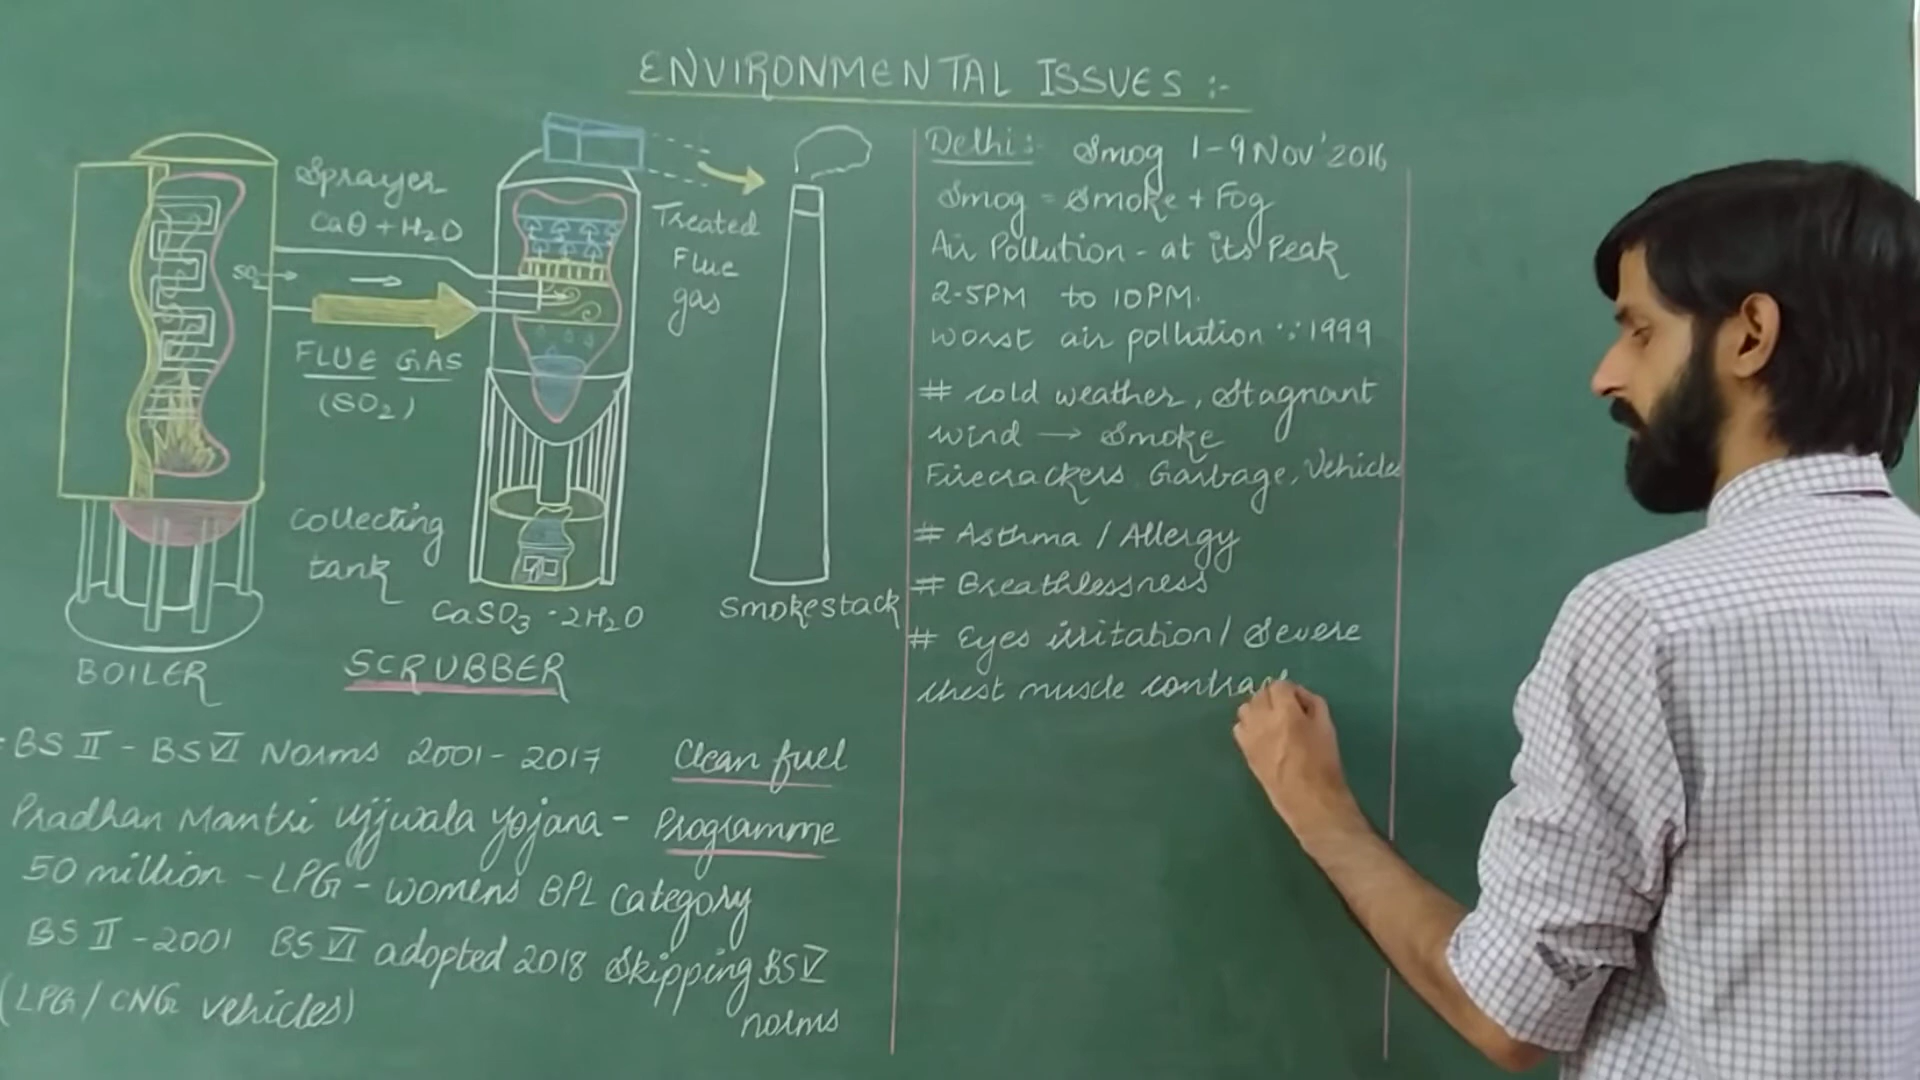 ENVIRONMENTAL ISSUES :-
Sprayer
CaO + H2O
SO2
FLUE GAS
(SO2)
Collecting
tank
BOILER
SCRUBBER
CaSO3 · 2H2O
Treated
Flue
gas
Smokestack
BS II - BS VI Norms 2001 - 2017
Clean fuel
Pradhan Mantri Ujjwala Yojana - Programme
50 million - LPG - womens BPL Category
BS II - 2001 BS VI adopted 2018 Skipping BS V
norms
(LPG / CNG vehicles)
Delhi :- Smog 1-9 Nov' 2016
Smog = Smoke + Fog
Air Pollution - at its Peak
2-5PM to 10PM.
worst air pollution ∵ 1999
# cold weather, Stagnant
wind → Smoke
Firecrackers Garbage, Vehicles
# Asthma / Allergy
# Breathlessness
# Eyes irritation / Severe
chest muscle contrac